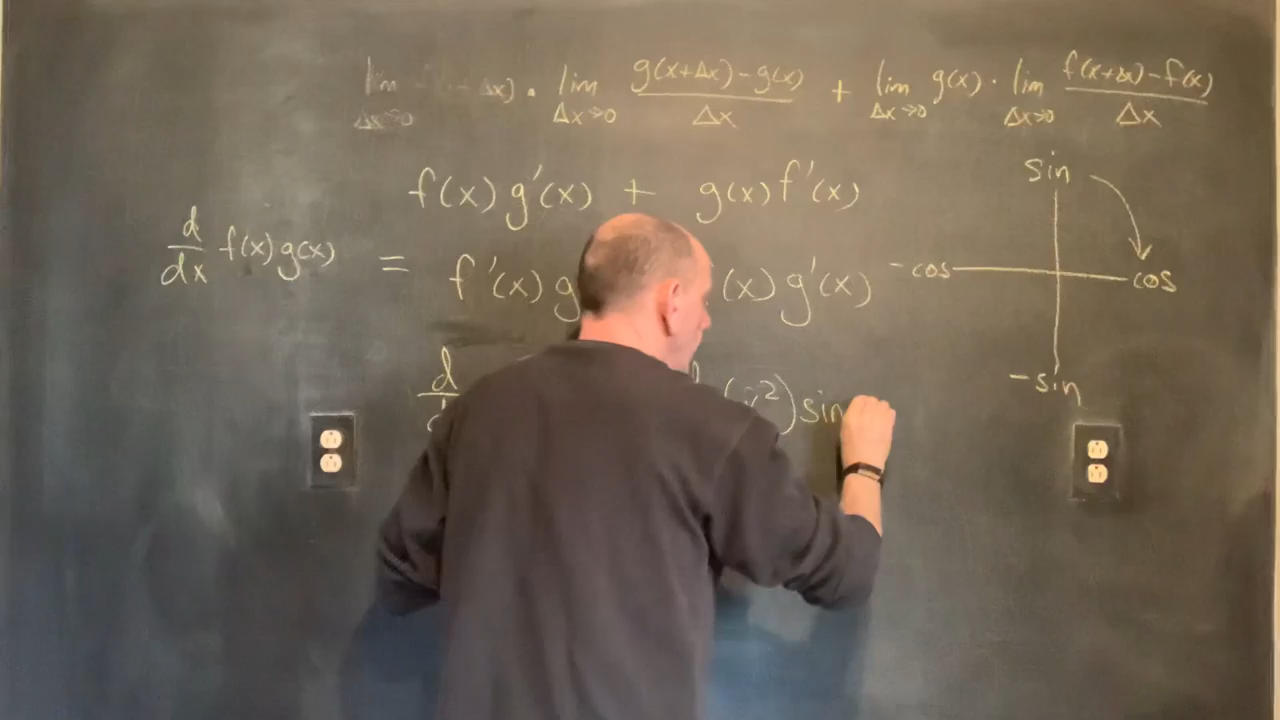 lim Δx) · lim g(x+Δx)-g(x) + lim g(x) · lim f(x+Δx)-f(x)
Δx→0 Δx→0 Δx Δx→0 Δx→0 Δx
f(x)g'(x) + g(x)f'(x)
sin
d/dx f(x)g(x) = f'(x)g (x)g'(x)
-cos cos
d (x²)sin
-sin